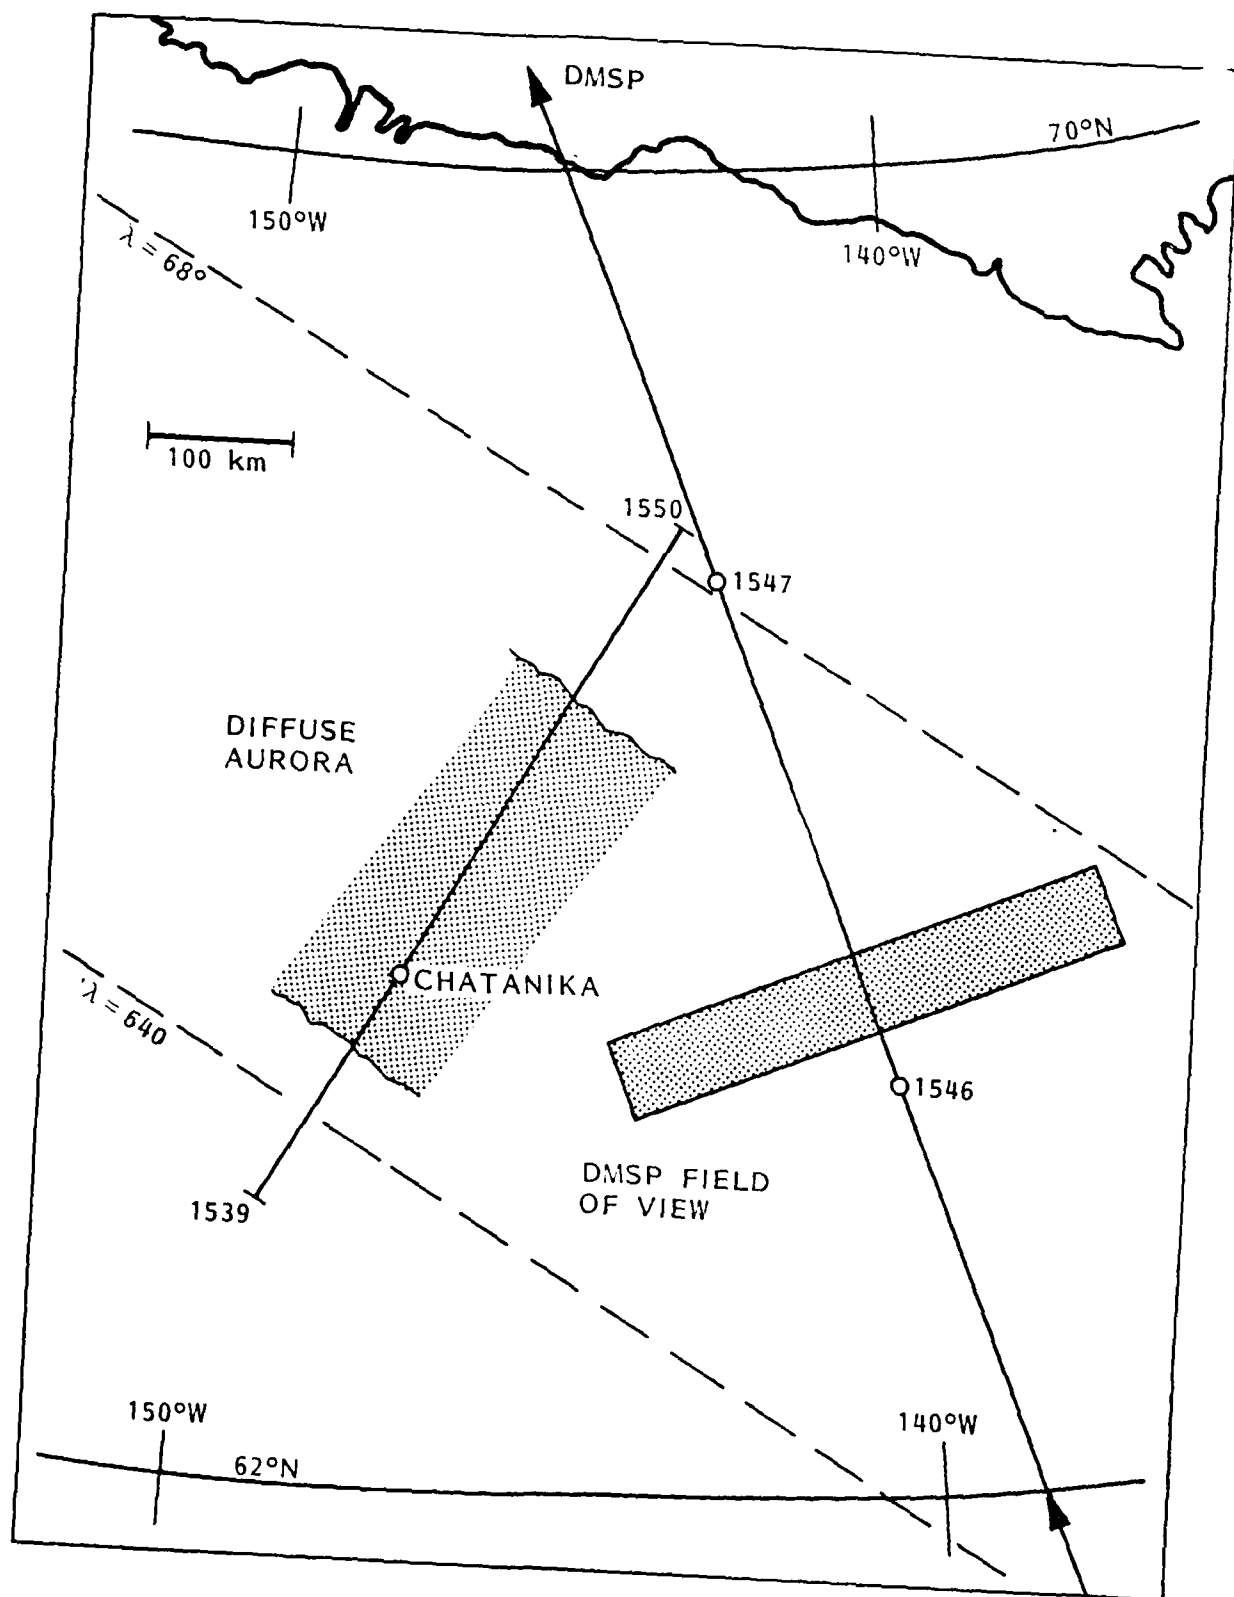 DMSP
70°N
150°W
140°W
λ = 68°
100 km
1550
1547
DIFFUSE
AURORA
CHATANIKA
λ = 640
1546
DMSP FIELD
OF VIEW
1539
150°W
140°W
62°N